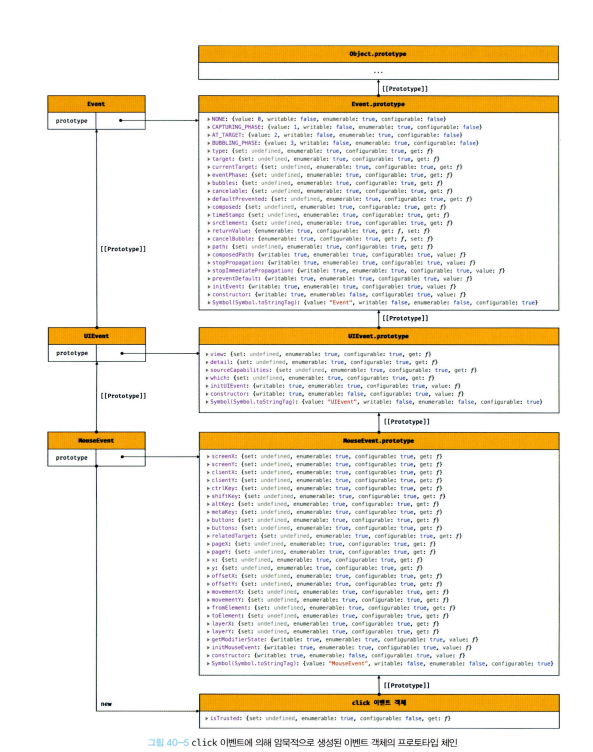 Object.prototype
...
[[Prototype]]
Event
prototype
Event.prototype
▸ NONE: {value: 0, writable: false, enumerable: true, configurable: false}
▸ CAPTURING_PHASE: {value: 1, writable: false, enumerable: true, configurable: false}
▸ AT_TARGET: {value: 2, writable: false, enumerable: true, configurable: false}
▸ BUBBLING_PHASE: {value: 3, writable: false, enumerable: true, configurable: false}
▸ type: {set: undefined, enumerable: true, configurable: true, get: ƒ}
▸ target: {set: undefined, enumerable: true, configurable: true, get: ƒ}
▸ currentTarget: {set: undefined, enumerable: true, configurable: true, get: ƒ}
▸ eventPhase: {set: undefined, enumerable: true, configurable: true, get: ƒ}
▸ bubbles: {set: undefined, enumerable: true, configurable: true, get: ƒ}
▸ cancelable: {set: undefined, enumerable: true, configurable: true, get: ƒ}
▸ defaultPrevented: {set: undefined, enumerable: true, configurable: true, get: ƒ}
▸ composed: {set: undefined, enumerable: true, configurable: true, get: ƒ}
▸ timeStamp: {set: undefined, enumerable: true, configurable: true, get: ƒ}
▸ srcElement: {set: undefined, enumerable: true, configurable: true, get: ƒ}
▸ returnValue: {enumerable: true, configurable: true, get: ƒ, set: ƒ}
▸ cancelBubble: {enumerable: true, configurable: true, get: ƒ, set: ƒ}
▸ path: {set: undefined, enumerable: true, configurable: true, get: ƒ}
▸ composedPath: {writable: true, enumerable: true, configurable: true, value: ƒ}
▸ stopPropagation: {writable: true, enumerable: true, configurable: true, value: ƒ}
▸ stopImmediatePropagation: {writable: true, enumerable: true, configurable: true, value: ƒ}
▸ preventDefault: {writable: true, enumerable: true, configurable: true, value: ƒ}
▸ initEvent: {writable: true, enumerable: true, configurable: true, value: ƒ}
▸ constructor: {writable: true, enumerable: false, configurable: true, value: ƒ}
▸ Symbol(Symbol.toStringTag): {value: "Event", writable: false, enumerable: false, configurable: true}
[[Prototype]]
[[Prototype]]
UIEvent
prototype
UIEvent.prototype
▸ view: {set: undefined, enumerable: true, configurable: true, get: ƒ}
▸ detail: {set: undefined, enumerable: true, configurable: true, get: ƒ}
▸ sourceCapabilities: {set: undefined, enumerable: true, configurable: true, get: ƒ}
▸ which: {set: undefined, enumerable: true, configurable: true, get: ƒ}
▸ initUIEvent: {writable: true, enumerable: true, configurable: true, value: ƒ}
▸ constructor: {writable: true, enumerable: false, configurable: true, value: ƒ}
▸ Symbol(Symbol.toStringTag): {value: "UIEvent", writable: false, enumerable: false, configurable: true}
[[Prototype]]
[[Prototype]]
MouseEvent
prototype
MouseEvent.prototype
▸ screenX: {set: undefined, enumerable: true, configurable: true, get: ƒ}
▸ screenY: {set: undefined, enumerable: true, configurable: true, get: ƒ}
▸ clientX: {set: undefined, enumerable: true, configurable: true, get: ƒ}
▸ clientY: {set: undefined, enumerable: true, configurable: true, get: ƒ}
▸ ctrlKey: {set: undefined, enumerable: true, configurable: true, get: ƒ}
▸ shiftKey: {set: undefined, enumerable: true, configurable: true, get: ƒ}
▸ altKey: {set: undefined, enumerable: true, configurable: true, get: ƒ}
▸ metaKey: {set: undefined, enumerable: true, configurable: true, get: ƒ}
▸ button: {set: undefined, enumerable: true, configurable: true, get: ƒ}
▸ buttons: {set: undefined, enumerable: true, configurable: true, get: ƒ}
▸ relatedTarget: {set: undefined, enumerable: true, configurable: true, get: ƒ}
▸ pageX: {set: undefined, enumerable: true, configurable: true, get: ƒ}
▸ pageY: {set: undefined, enumerable: true, configurable: true, get: ƒ}
▸ x: {set: undefined, enumerable: true, configurable: true, get: ƒ}
▸ y: {set: undefined, enumerable: true, configurable: true, get: ƒ}
▸ offsetX: {set: undefined, enumerable: true, configurable: true, get: ƒ}
▸ offsetY: {set: undefined, enumerable: true, configurable: true, get: ƒ}
▸ movementX: {set: undefined, enumerable: true, configurable: true, get: ƒ}
▸ movementY: {set: undefined, enumerable: true, configurable: true, get: ƒ}
▸ fromElement: {set: undefined, enumerable: true, configurable: true, get: ƒ}
▸ toElement: {set: undefined, enumerable: true, configurable: true, get: ƒ}
▸ layerX: {set: undefined, enumerable: true, configurable: true, get: ƒ}
▸ layerY: {set: undefined, enumerable: true, configurable: true, get: ƒ}
▸ getModifierState: {writable: true, enumerable: true, configurable: true, value: ƒ}
▸ initMouseEvent: {writable: true, enumerable: true, configurable: true, value: ƒ}
▸ constructor: {writable: true, enumerable: false, configurable: true, value: ƒ}
▸ Symbol(Symbol.toStringTag): {value: "MouseEvent", writable: false, enumerable: false, configurable: true}
[[Prototype]]
new
click 이벤트 객체
▸ isTrusted: {set: undefined, enumerable: true, configurable: false, get: ƒ}
그림 40-5 click 이벤트에 의해 암묵적으로 생성된 이벤트 객체의 프로토타입 체인